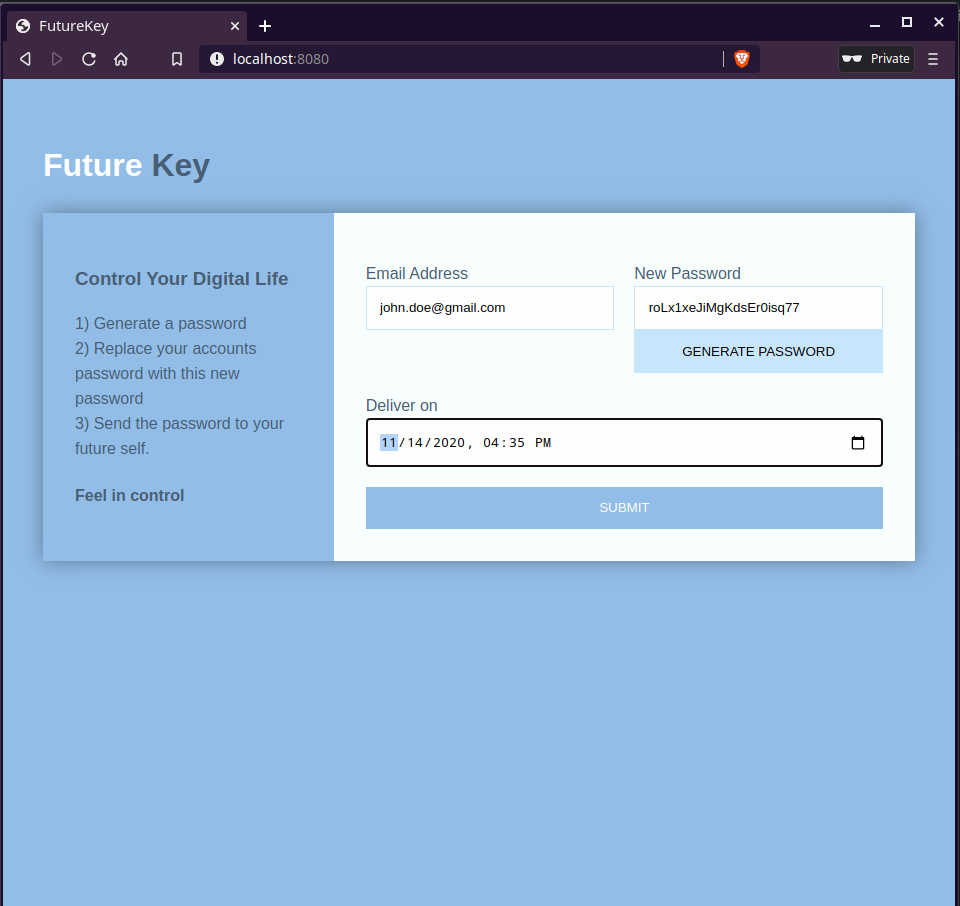 FutureKey
localhost:8080
Private
Future Key
Control Your Digital Life
1) Generate a password
2) Replace your accounts
password with this new
password
3) Send the password to your
future self.
Feel in control
Email Address
john.doe@gmail.com
New Password
roLx1xeJiMgKdsEr0isq77
GENERATE PASSWORD
Deliver on
11/14/2020, 04:35 PM
SUBMIT